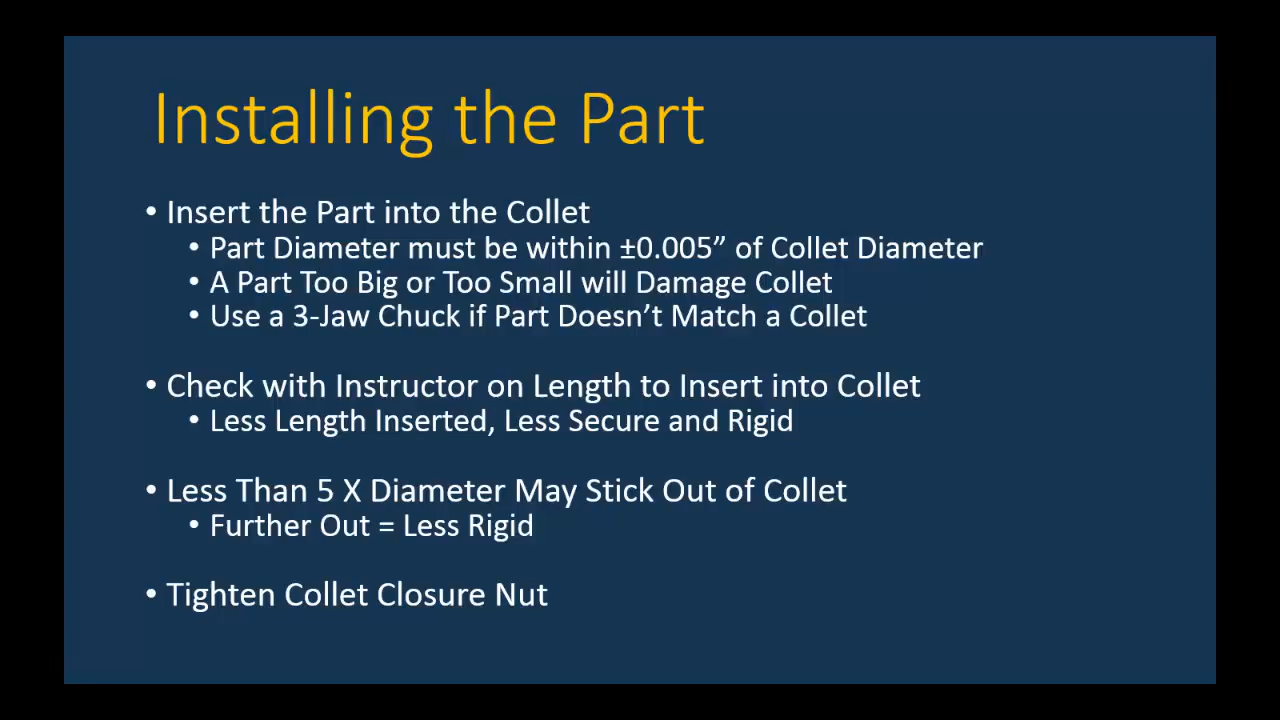 Installing the Part
• Insert the Part into the Collet
• Part Diameter must be within ±0.005” of Collet Diameter
• A Part Too Big or Too Small will Damage Collet
• Use a 3-Jaw Chuck if Part Doesn’t Match a Collet
• Check with Instructor on Length to Insert into Collet
• Less Length Inserted, Less Secure and Rigid
• Less Than 5 X Diameter May Stick Out of Collet
• Further Out = Less Rigid
• Tighten Collet Closure Nut